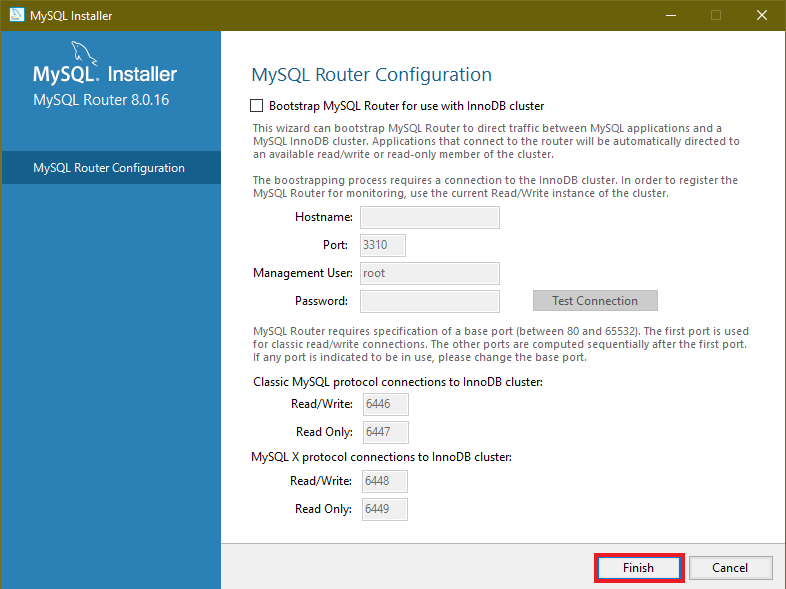 MySQL Installer
MySQL® Installer
MySQL Router 8.0.16
MySQL Router Configuration
MySQL Router Configuration
Bootstrap MySQL Router for use with InnoDB cluster
This wizard can bootstrap MySQL Router to direct traffic between MySQL applications and a
MySQL InnoDB cluster. Applications that connect to the router will be automatically directed to
an available read/write or read-only member of the cluster.
The boostrapping process requires a connection to the InnoDB cluster. In order to register the
MySQL Router for monitoring, use the current Read/Write instance of the cluster.
Hostname:
Port: 3310
Management User: root
Password: Test Connection
MySQL Router requires specification of a base port (between 80 and 65532). The first port is used
for classic read/write connections. The other ports are computed sequentially after the first port.
If any port is indicated to be in use, please change the base port.
Classic MySQL protocol connections to InnoDB cluster:
Read/Write: 6446
Read Only: 6447
MySQL X protocol connections to InnoDB cluster:
Read/Write: 6448
Read Only: 6449
Finish Cancel